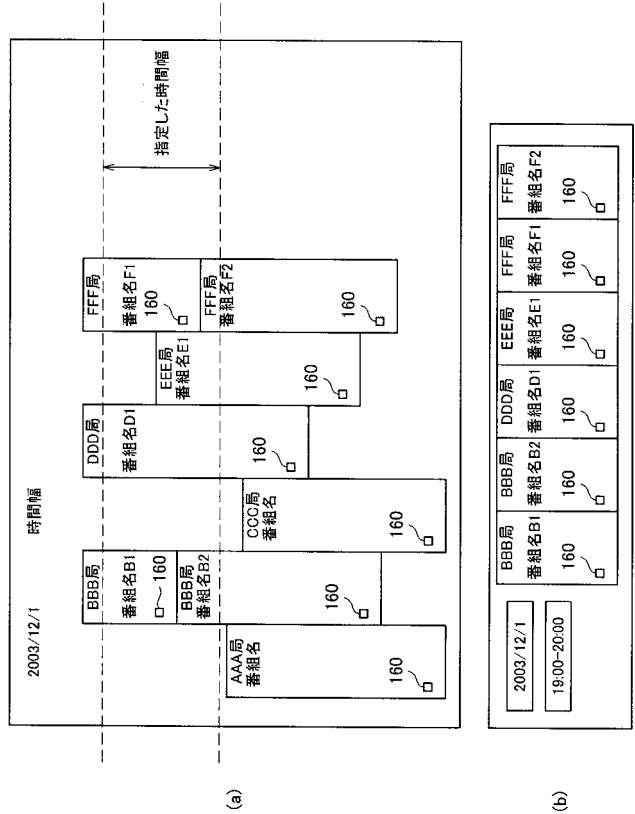 (a)
2003/12/1
時間幅
指定した時間幅
AAA局
番組名
160
BBB局
番組名B1
160
BBB局
番組名B2
160
CCC局
番組名
160
DDD局
番組名D1
160
EEE局
番組名E1
160
FFF局
番組名F1
160
FFF局
番組名F2
160
(b)
2003/12/1
19:00-20:00
BBB局
番組名B1
160
BBB局
番組名B2
160
DDD局
番組名D1
160
EEE局
番組名E1
160
FFF局
番組名F1
160
FFF局
番組名F2
160